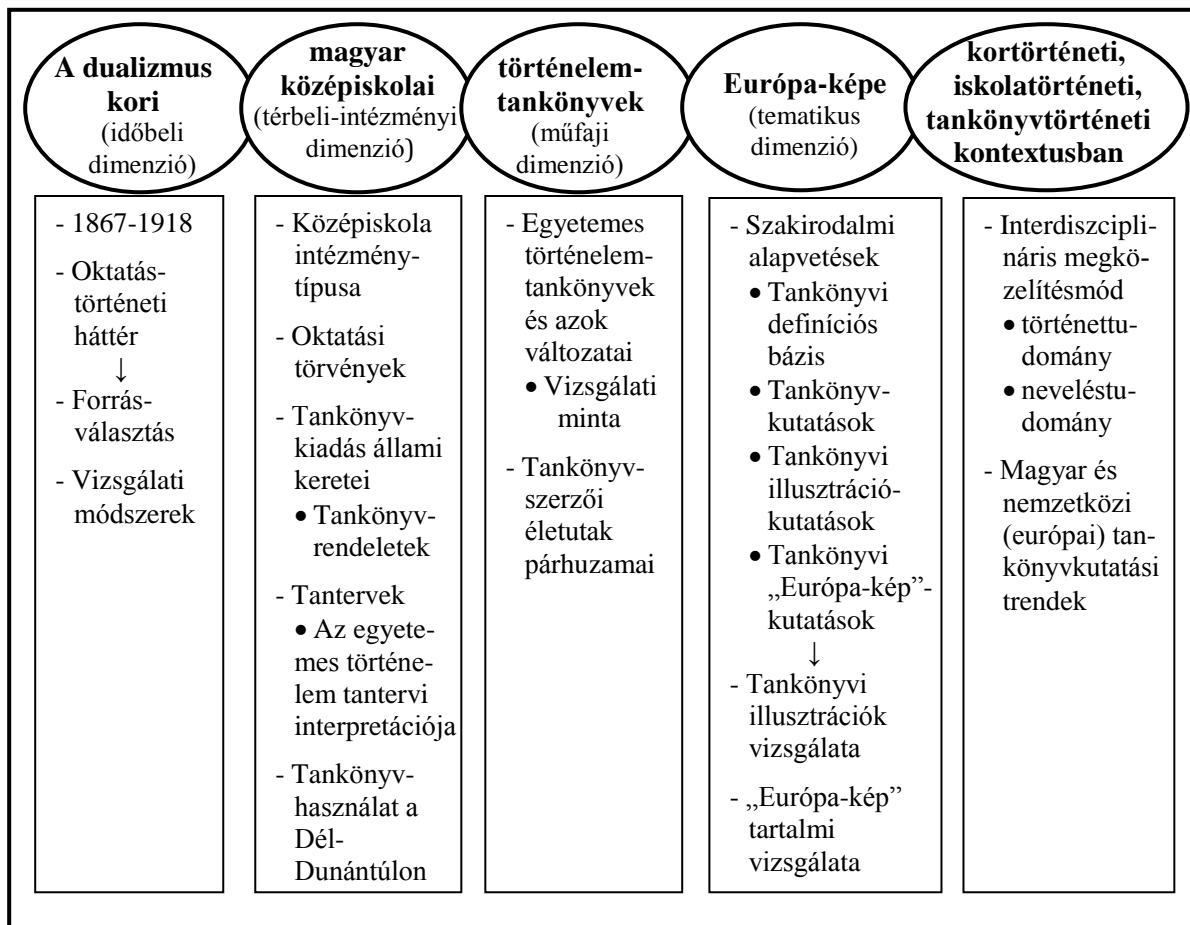 A dualizmus
kori
(időbeli
dimenzió)
- 1867-1918
- Oktatás-
történeti
háttér
↓
- Forrás-
választás
- Vizsgálati
módszerek
magyar
középiskolai
(térbeli-intézményi
dimenzió)
- Középiskola
intézmény-
típusa
- Oktatási
törvények
- Tankönyv-
kiadás állami
keretei
• Tankönyv-
rendeletek
- Tantervek
• Az egyete-
mes történe-
lem tantervi
interpretációja
- Tankönyv-
használat a
Dél-
Dunántúlon
történelem-
tankönyvek
(műfaji
dimenzió)
- Egyetemes
történelem-
tankönyvek
és azok
változatai
• Vizsgálati
minta
- Tankönyv-
szerzői
életutak
párhuzamai
Európa-képe
(tematikus
dimenzió)
- Szakirodalmi
alapvetések
• Tankönyvi
definíciós
bázis
• Tankönyv-
kutatások
• Tankönyvi
illusztráció-
kutatások
• Tankönyvi
„Európa-kép”-
kutatások
↓
- Tankönyvi
illusztrációk
vizsgálata
- „Európa-kép”
tartalmi
vizsgálata
kortörténeti,
iskolatörténeti,
tankönyvtörténeti
kontextusban
- Interdiszcipli-
náris megkö-
zelítésmód
• történettu-
domány
• neveléstu-
domány
- Magyar és
nemzetközi
(európai) tan-
könyvkutatási
trendek